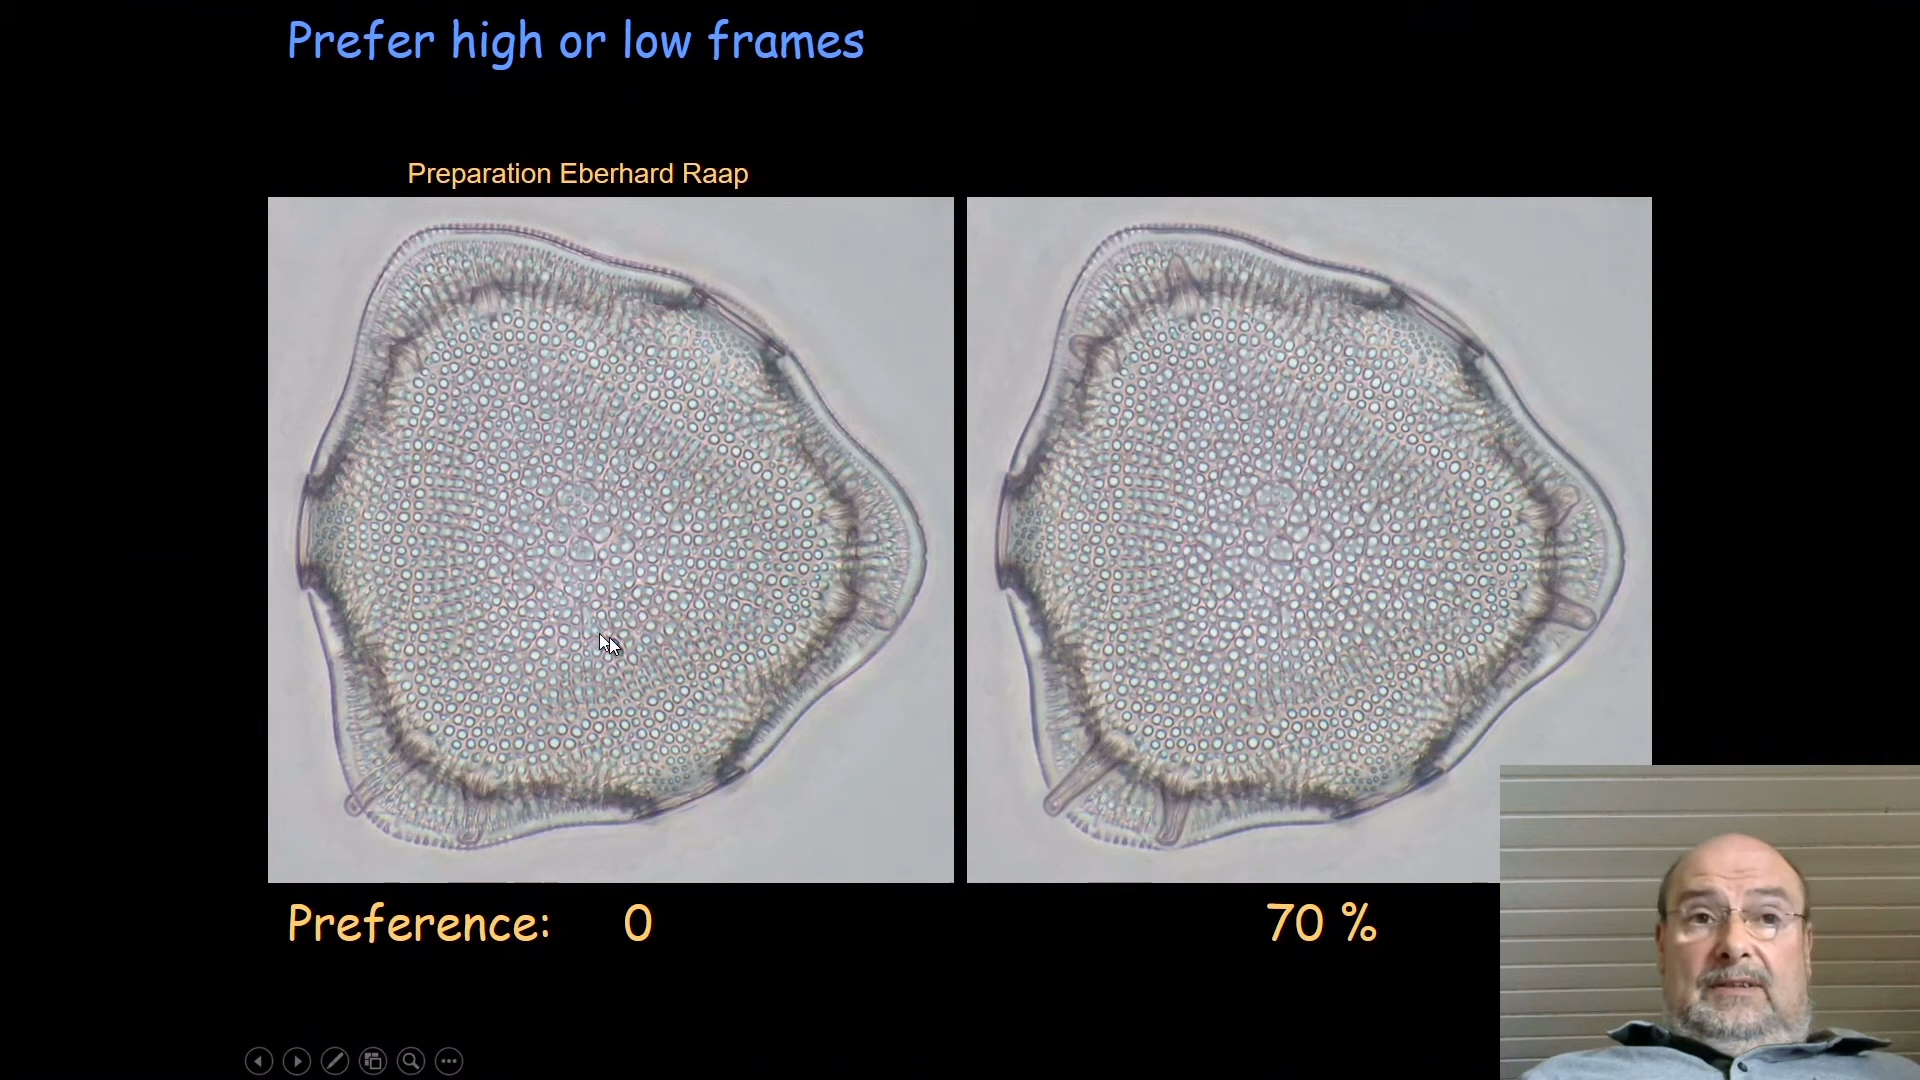 Prefer high or low frames
Preparation Eberhard Raap
Preference: 0 70 %